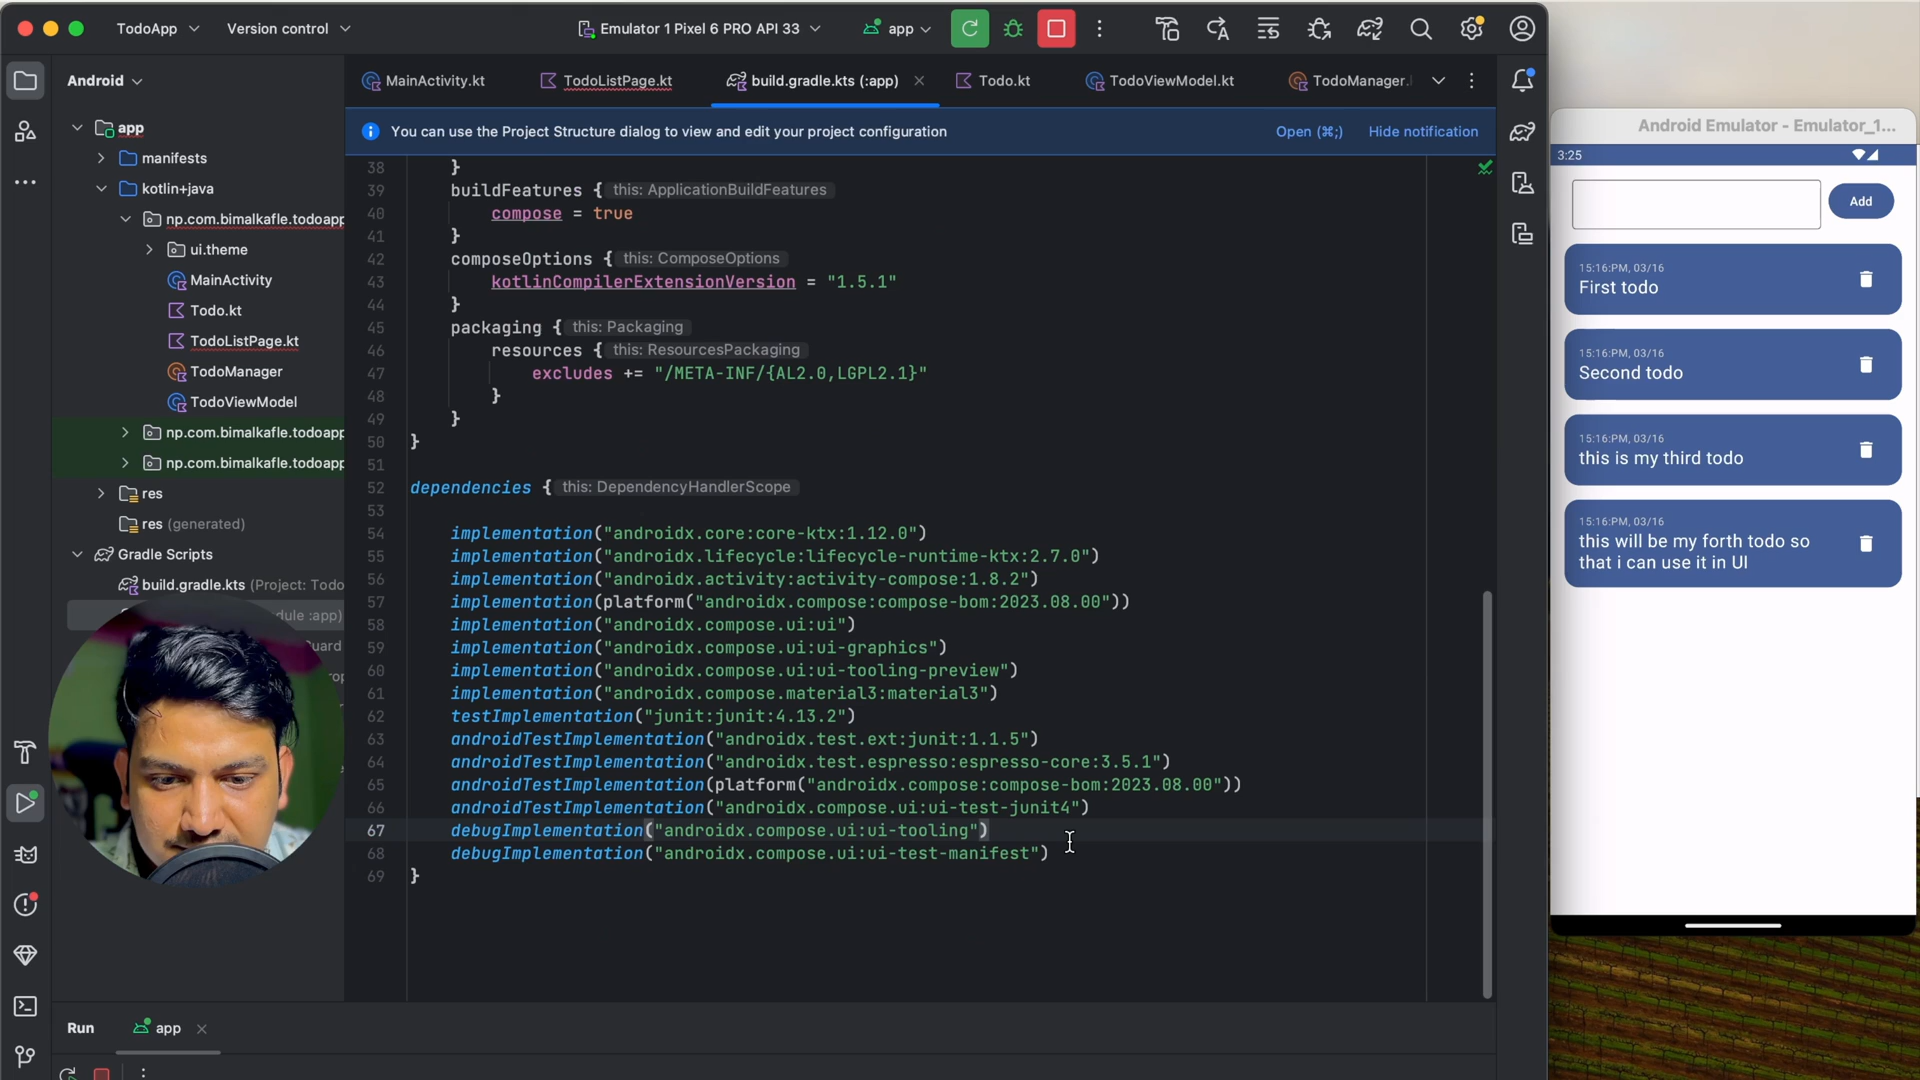 TodoApp
Version control
Emulator 1 Pixel 6 PRO API 33
app
Android
app
manifests
kotlin+java
np.com.bimalkafle.todoapp
ui.theme
MainActivity
Todo.kt
TodoListPage.kt
TodoManager
TodoViewModel
np.com.bimalkafle.todoapp
np.com.bimalkafle.todoapp
res
res (generated)
Gradle Scripts
build.gradle.kts (Project: Todo
dule :app)
uard
MainActivity.kt
TodoListPage.kt
build.gradle.kts (:app)
Todo.kt
TodoViewModel.kt
TodoManager.
You can use the Project Structure dialog to view and edit your project configuration
Open (⌘;)
Hide notification
38 }
39 buildFeatures { this: ApplicationBuildFeatures
40 compose = true
41 }
42 composeOptions { this: ComposeOptions
43 kotlinCompilerExtensionVersion = "1.5.1"
44 }
45 packaging { this: Packaging
46 resources { this: ResourcesPackaging
47 excludes += "/META-INF/{AL2.0,LGPL2.1}"
48 }
49 }
50 }
51
52 dependencies { this: DependencyHandlerScope
53
54 implementation("androidx.core:core-ktx:1.12.0")
55 implementation("androidx.lifecycle:lifecycle-runtime-ktx:2.7.0")
56 implementation("androidx.activity:activity-compose:1.8.2")
57 implementation(platform("androidx.compose:compose-bom:2023.08.00"))
58 implementation("androidx.compose.ui:ui")
59 implementation("androidx.compose.ui:ui-graphics")
60 implementation("androidx.compose.ui:ui-tooling-preview")
61 implementation("androidx.compose.material3:material3")
62 testImplementation("junit:junit:4.13.2")
63 androidTestImplementation("androidx.test.ext:junit:1.1.5")
64 androidTestImplementation("androidx.test.espresso:espresso-core:3.5.1")
65 androidTestImplementation(platform("androidx.compose:compose-bom:2023.08.00"))
66 androidTestImplementation("androidx.compose.ui:ui-test-junit4")
67 debugImplementation("androidx.compose.ui:ui-tooling")
68 debugImplementation("androidx.compose.ui:ui-test-manifest")
69 }
Run
app
Android Emulator - Emulator_1...
3:25
Add
15:16:PM, 03/16
First todo
15:16:PM, 03/16
Second todo
15:16:PM, 03/16
this is my third todo
15:16:PM, 03/16
this will be my forth todo so
that i can use it in UI